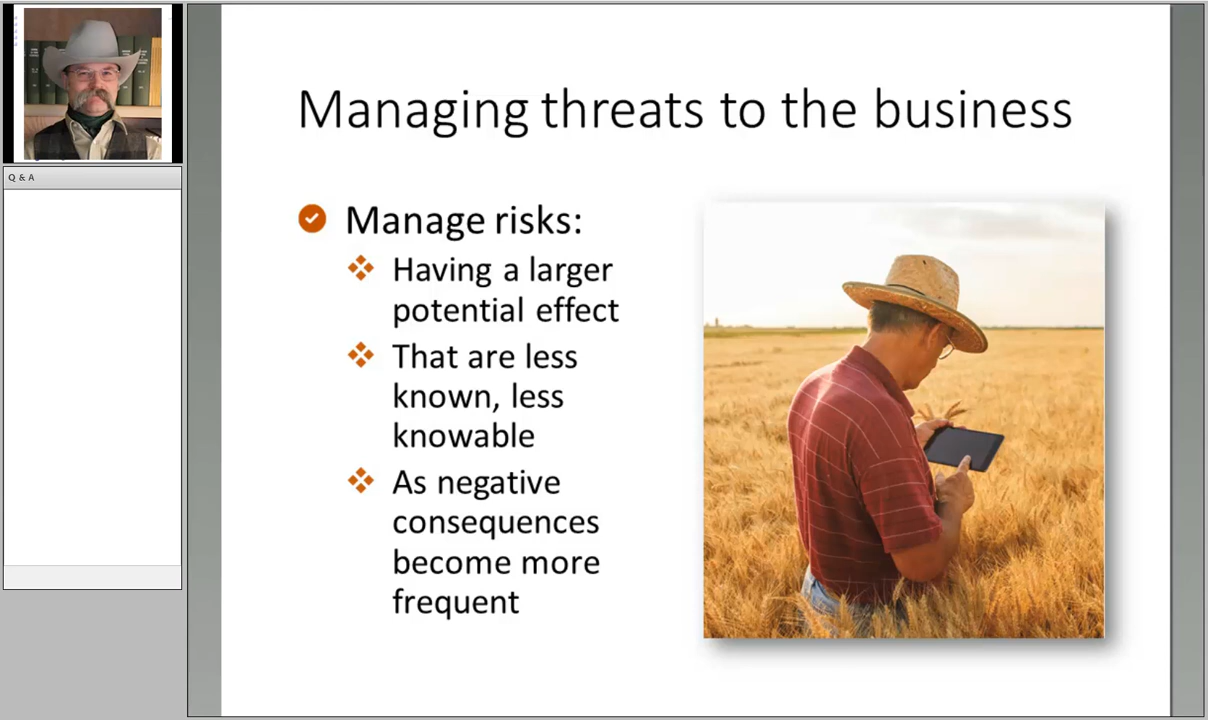 Q & A
Managing threats to the business
Manage risks:
Having a larger
potential effect
That are less
known, less
knowable
As negative
consequences
become more
frequent